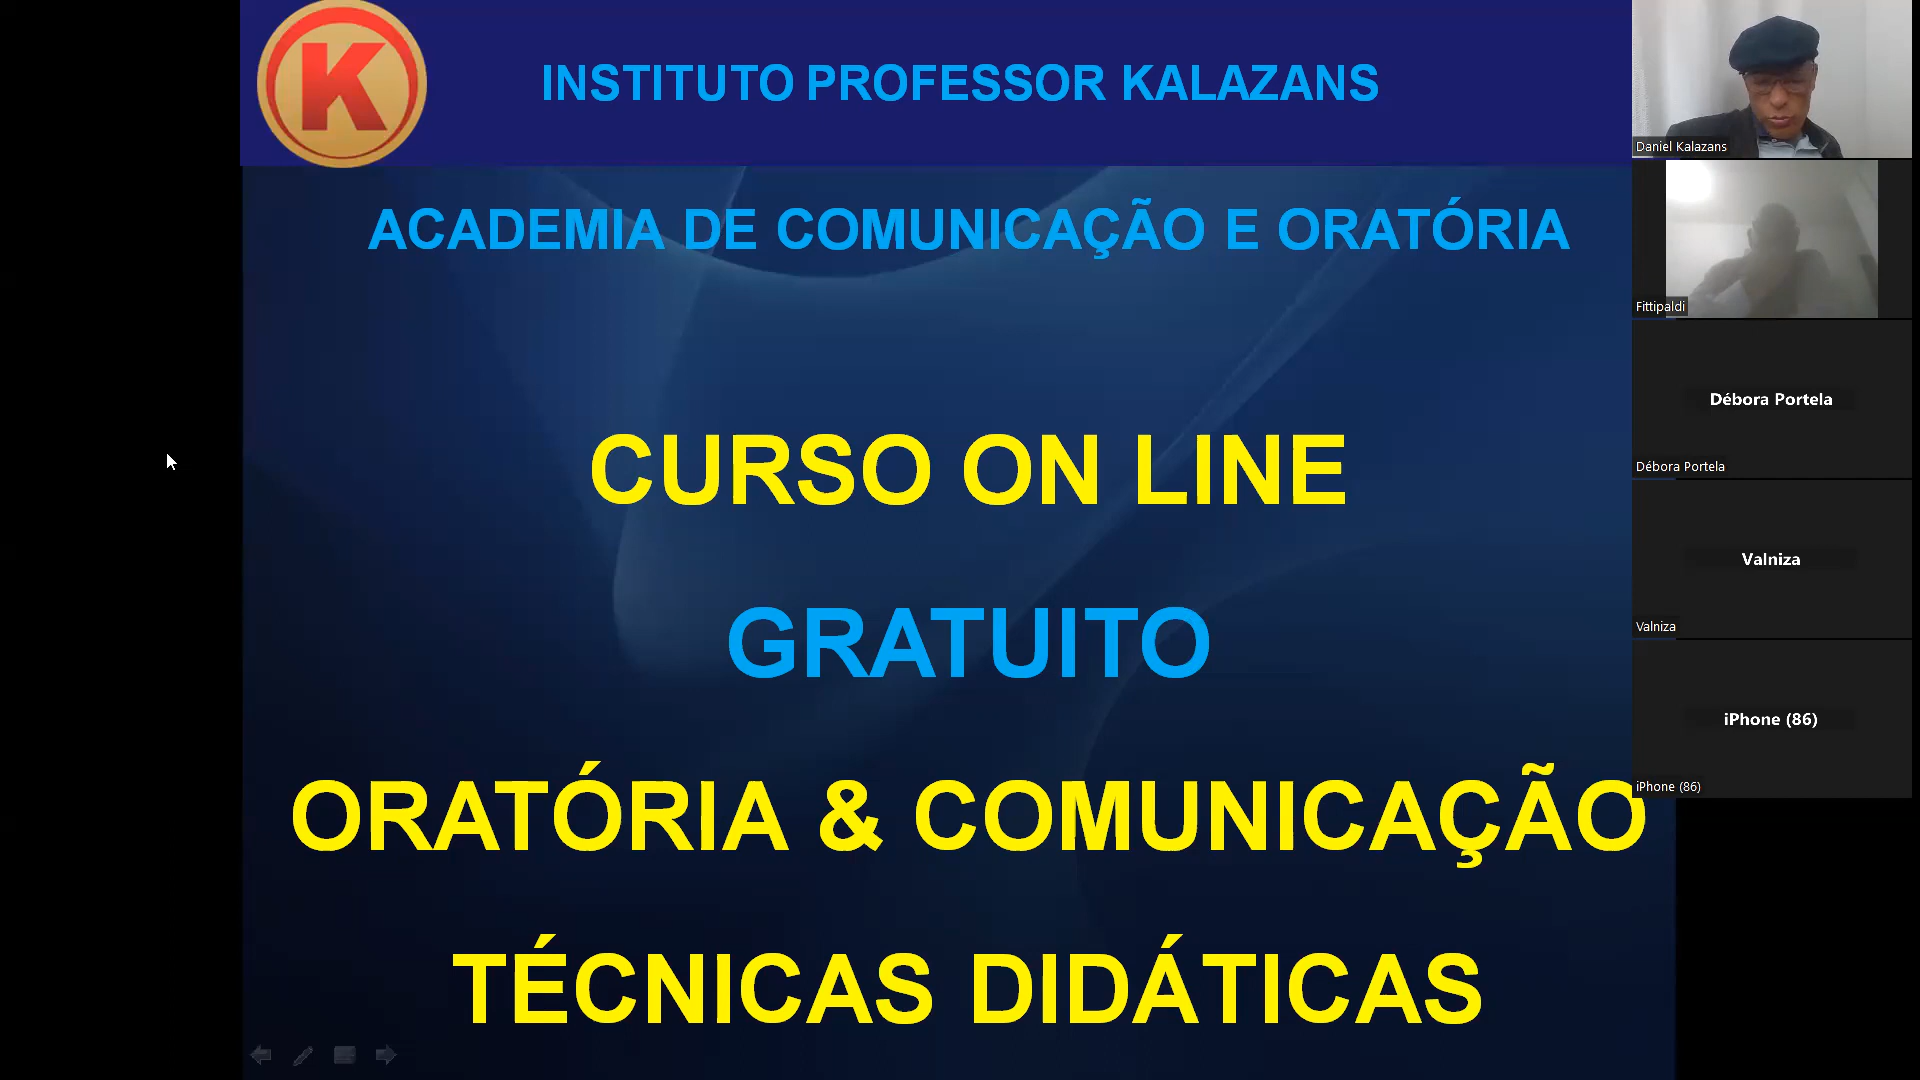 K
INSTITUTO PROFESSOR KALAZANS
ACADEMIA DE COMUNICAÇÃO E ORATÓRIA
CURSO ON LINE
GRATUITO
ORATÓRIA & COMUNICAÇÃO
TÉCNICAS DIDÁTICAS
Daniel Kalazans
Fittipaldi
Débora Portela
Débora Portela
Valniza
Valniza
iPhone (86)
iPhone (86)